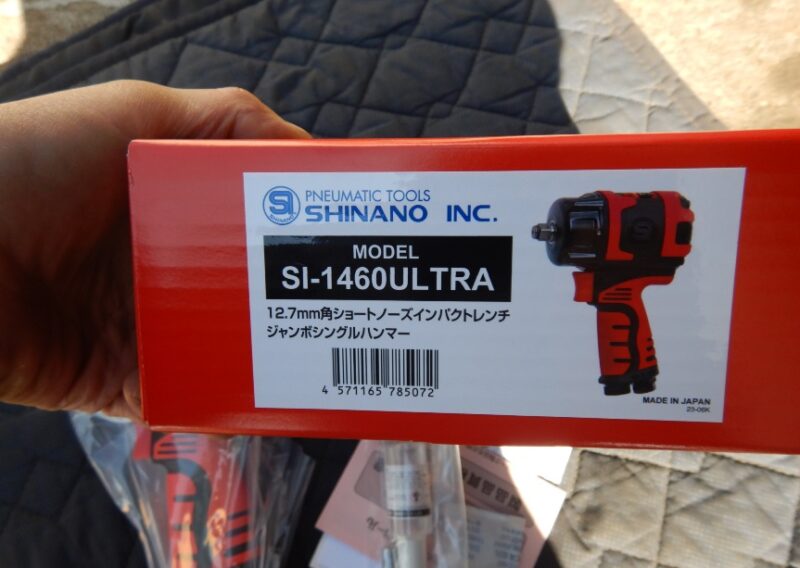 SI
SHINANO
PNEUMATIC TOOLS
SHINANO INC.
MODEL
SI-1460ULTRA
12.7mm角ショートノーズインパクトレンチ
ジャンボシングルハンマー
4 571165 785072
MADE IN JAPAN
23-08K